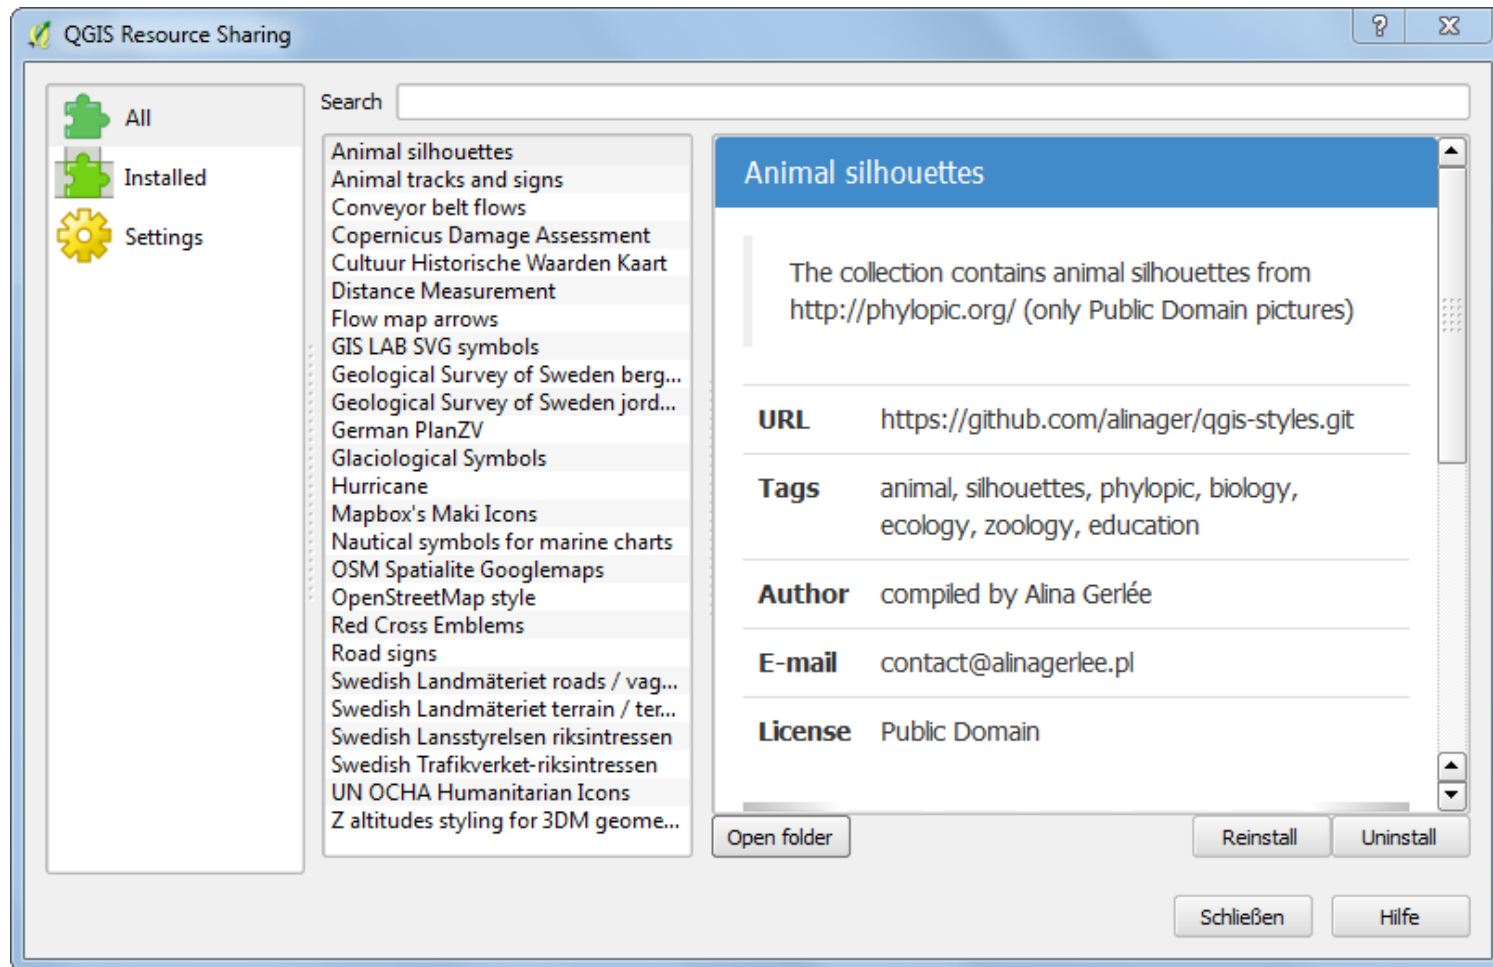 QGIS Resource Sharing
All
Installed
Settings
Search
Animal silhouettes
Animal tracks and signs
Conveyor belt flows
Copernicus Damage Assessment
Cultuur Historische Waarden Kaart
Distance Measurement
Flow map arrows
GIS LAB SVG symbols
Geological Survey of Sweden berg...
Geological Survey of Sweden jord...
German PlanZV
Glaciological Symbols
Hurricane
Mapbox's Maki Icons
Nautical symbols for marine charts
OSM Spatialite Googlemaps
OpenStreetMap style
Red Cross Emblems
Road signs
Swedish Landmäteriet roads / vag...
Swedish Landmäteriet terrain / ter...
Swedish Lansstyrelsen riksintressen
Swedish Trafikverket-riksintressen
UN OCHA Humanitarian Icons
Z altitudes styling for 3DM geome...
Animal silhouettes
The collection contains animal silhouettes from
http://phylopic.org/ (only Public Domain pictures)
URL https://github.com/alinager/qgis-styles.git
Tags animal, silhouettes, phylopic, biology,
ecology, zoology, education
Author compiled by Alina Gerlée
E-mail contact@alinagerlee.pl
License Public Domain
Open folder
Reinstall
Uninstall
Schließen
Hilfe